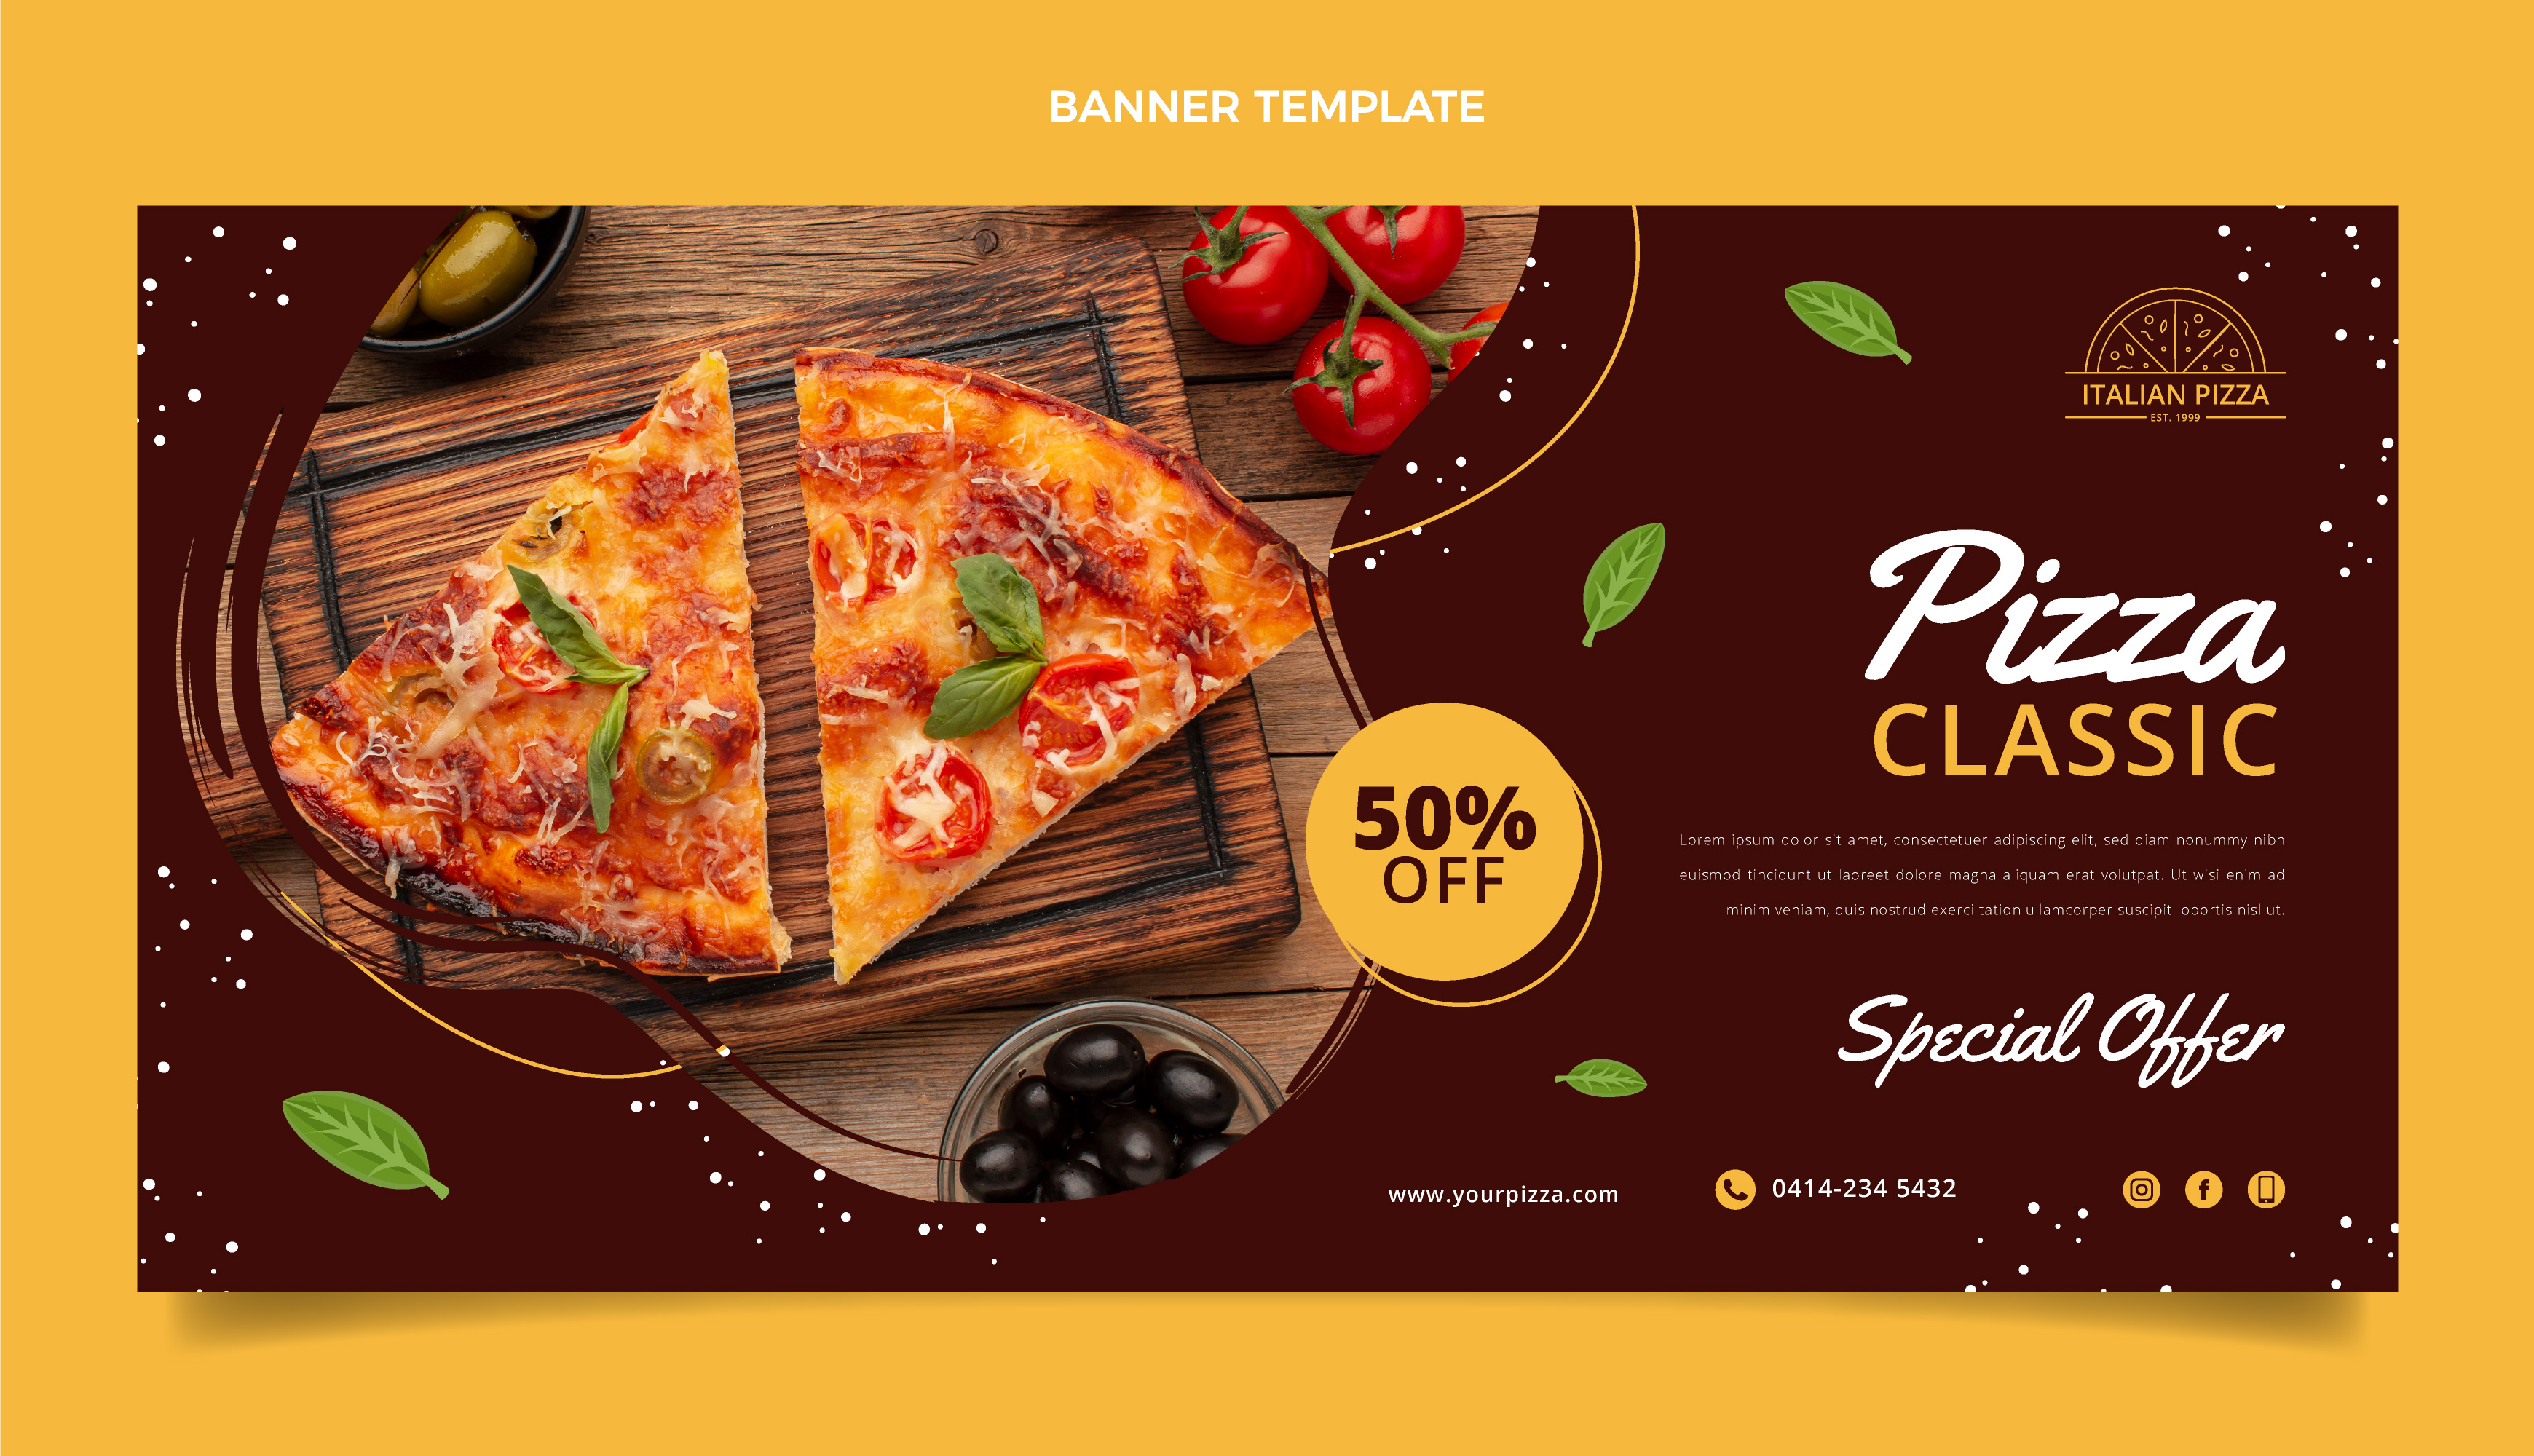 BANNER TEMPLATE
ITALIAN PIZZA
EST. 1999
Pizza
CLASSIC
50%
OFF
Lorem ipsum dolor sit amet, consectetuer adipiscing elit, sed diam nonummy nibh
euismod tincidunt ut laoreet dolore magna aliquam erat volutpat. Ut wisi enim ad
minim veniam, quis nostrud exerci tation ullamcorper suscipit lobortis nisl ut.
Special Offer
www.yourpizza.com
0414-234 5432